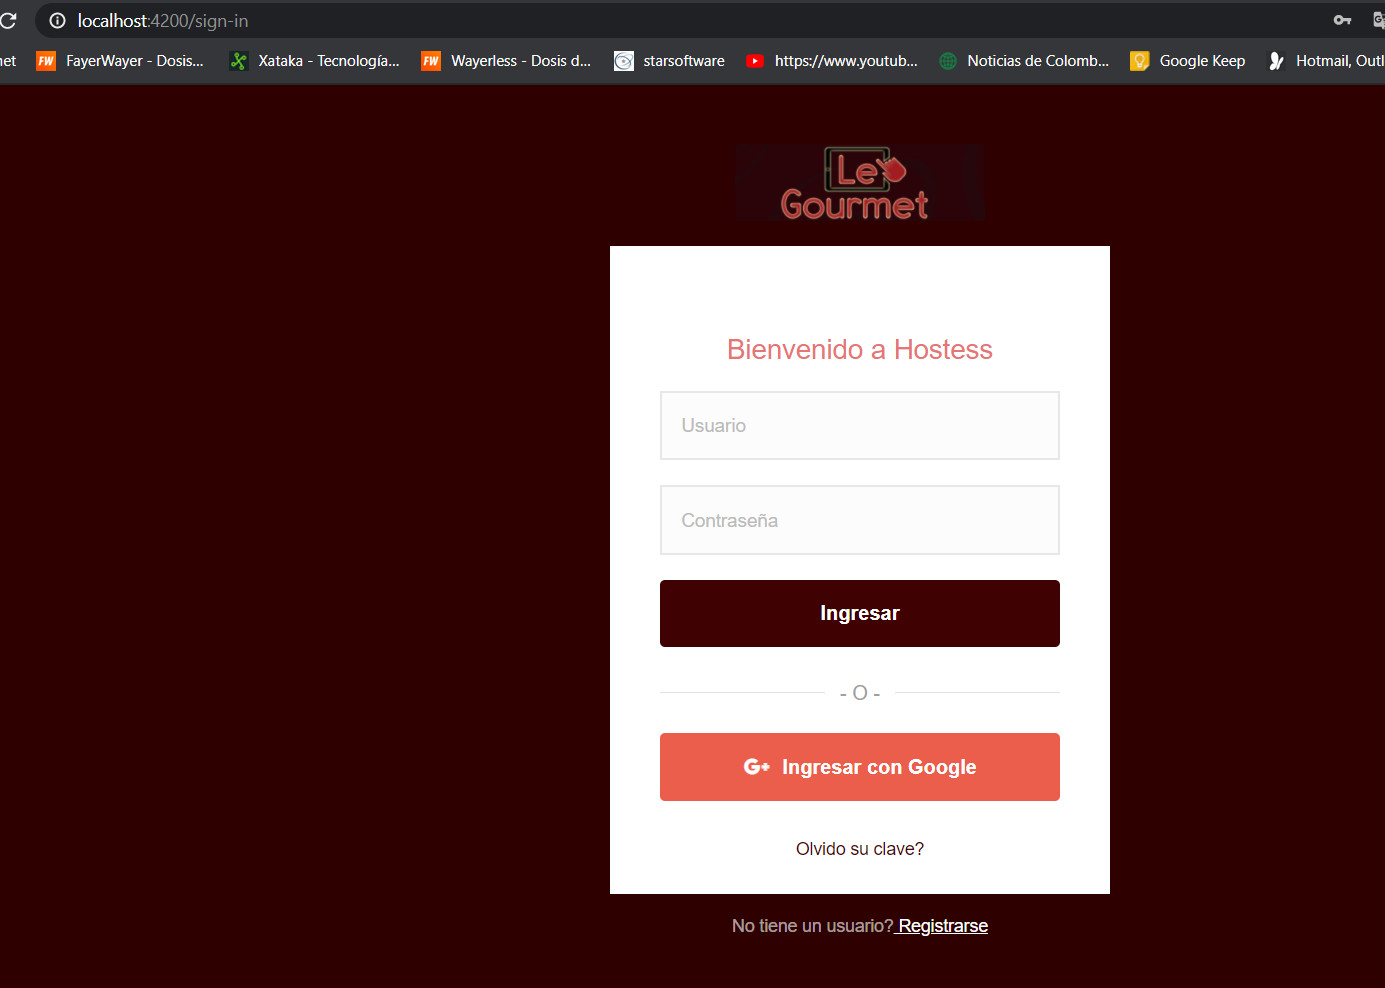 localhost:4200/sign-in
net FayerWayer - Dosis... Xataka - Tecnología... Wayerless - Dosis d... starsoftware https://www.youtub... Noticias de Colomb... Google Keep Hotmail, Outl
Le
Gourmet
Bienvenido a Hostess
Usuario
Contraseña
Ingresar
- O -
G+ Ingresar con Google
Olvido su clave?
No tiene un usuario? Registrarse